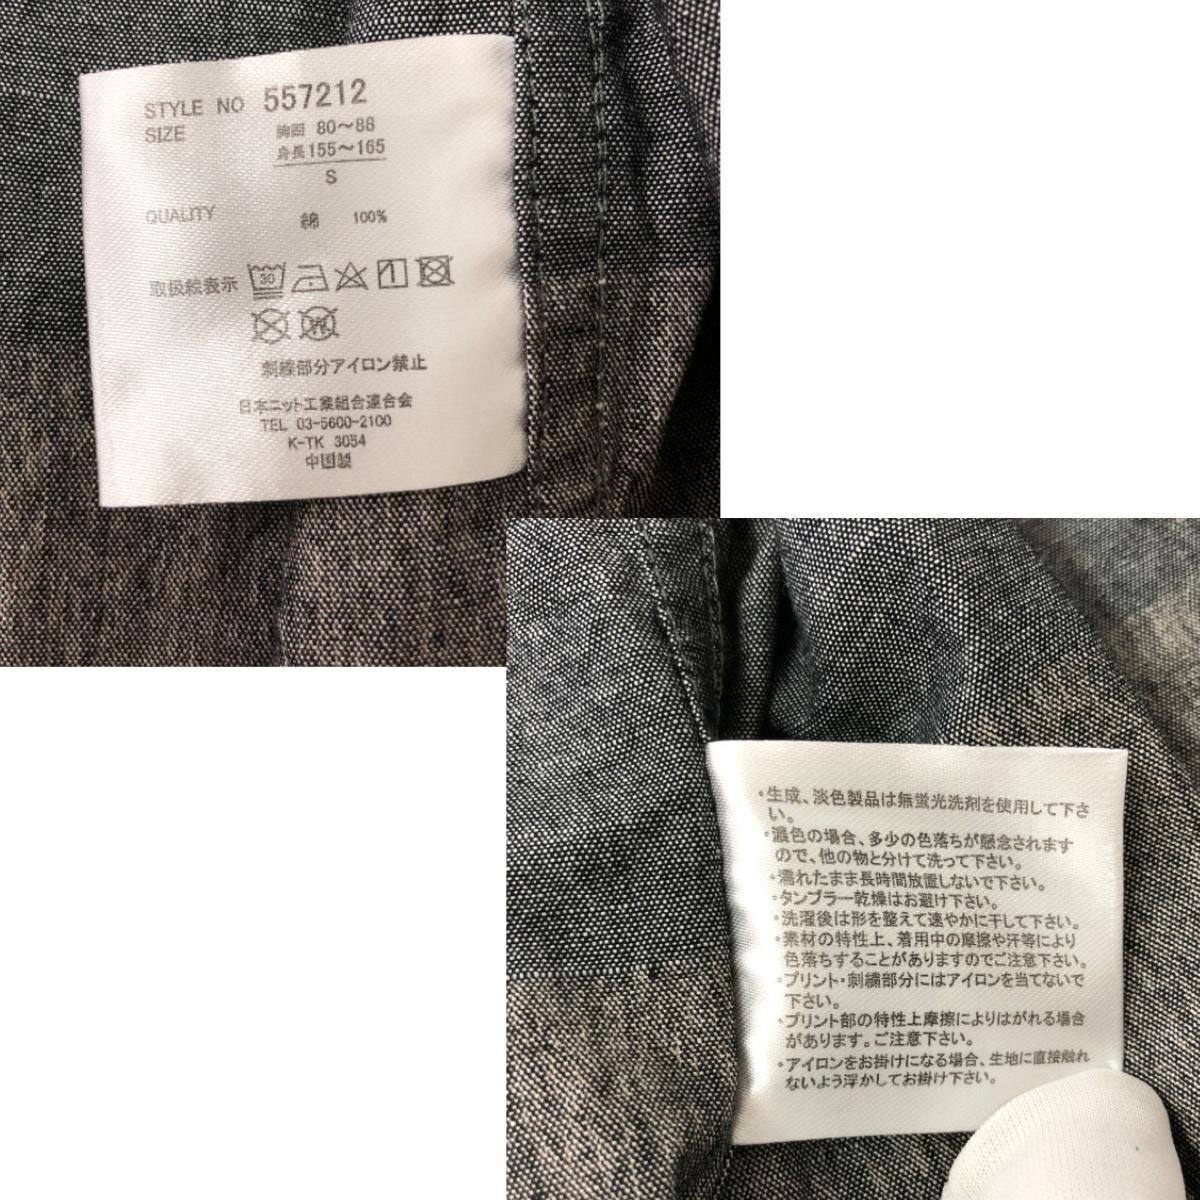 STYLE NO 557212
SIZE
胸囲 80〜88
身長155〜165
S
QUALITY 綿 100%
取扱絵表示 30
W
刺繍部分アイロン禁止
日本ニット工業組合連合会
TEL 03-5600-2100
K-TK 3054
中国製
・生成、淡色製品は無蛍光洗剤を使用して下さ
い。
・濃色の場合、多少の色落ちが懸念されます
ので、他の物と分けて洗って下さい。
・濡れたまま長時間放置しないで下さい。
・タンブラー乾燥はお避け下さい。
・洗濯後は形を整えて速やかに干して下さい。
・素材の特性上、着用中の摩擦や汗等により
色落ちすることがありますのでご注意下さい。
・プリント・刺繍部分にはアイロンを当てないで
下さい。
・プリント部の特性上摩擦によりはがれる場合
があります。ご注意下さい。
・アイロンをお掛けになる場合、生地に直接触れ
ないよう浮かしてお掛け下さい。